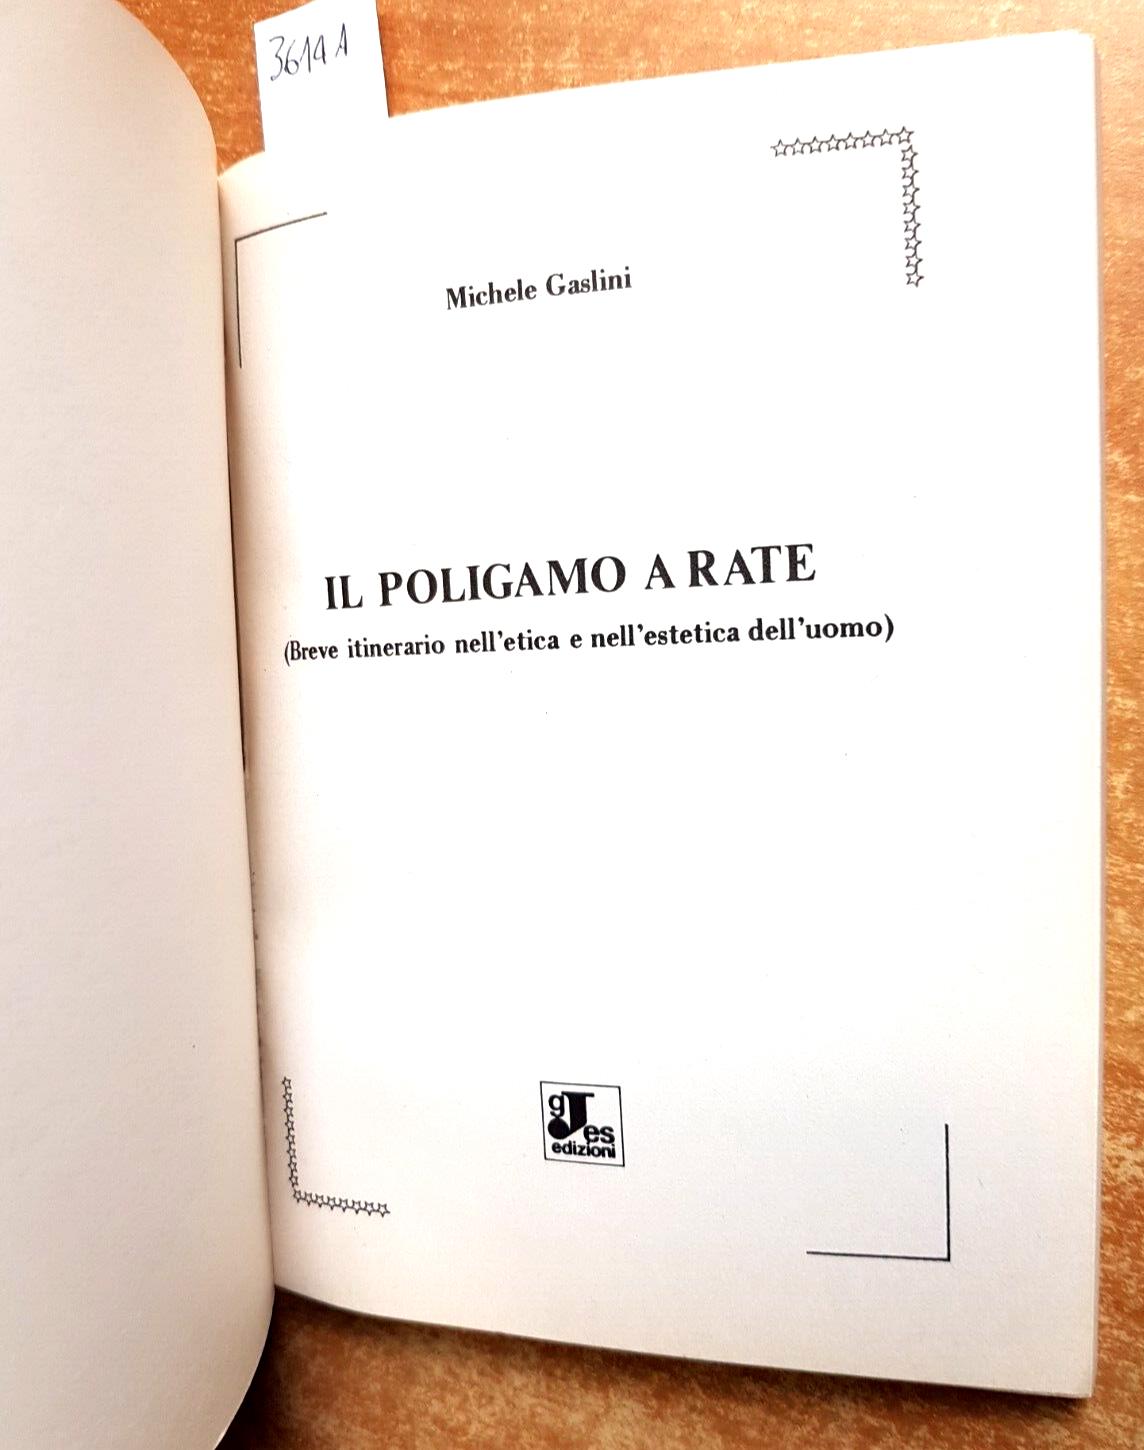 3614 A
Michele Gaslini
IL POLIGAMO A RATE
(Breve itinerario nell'etica e nell'estetica dell'uomo)
gJes
edizioni